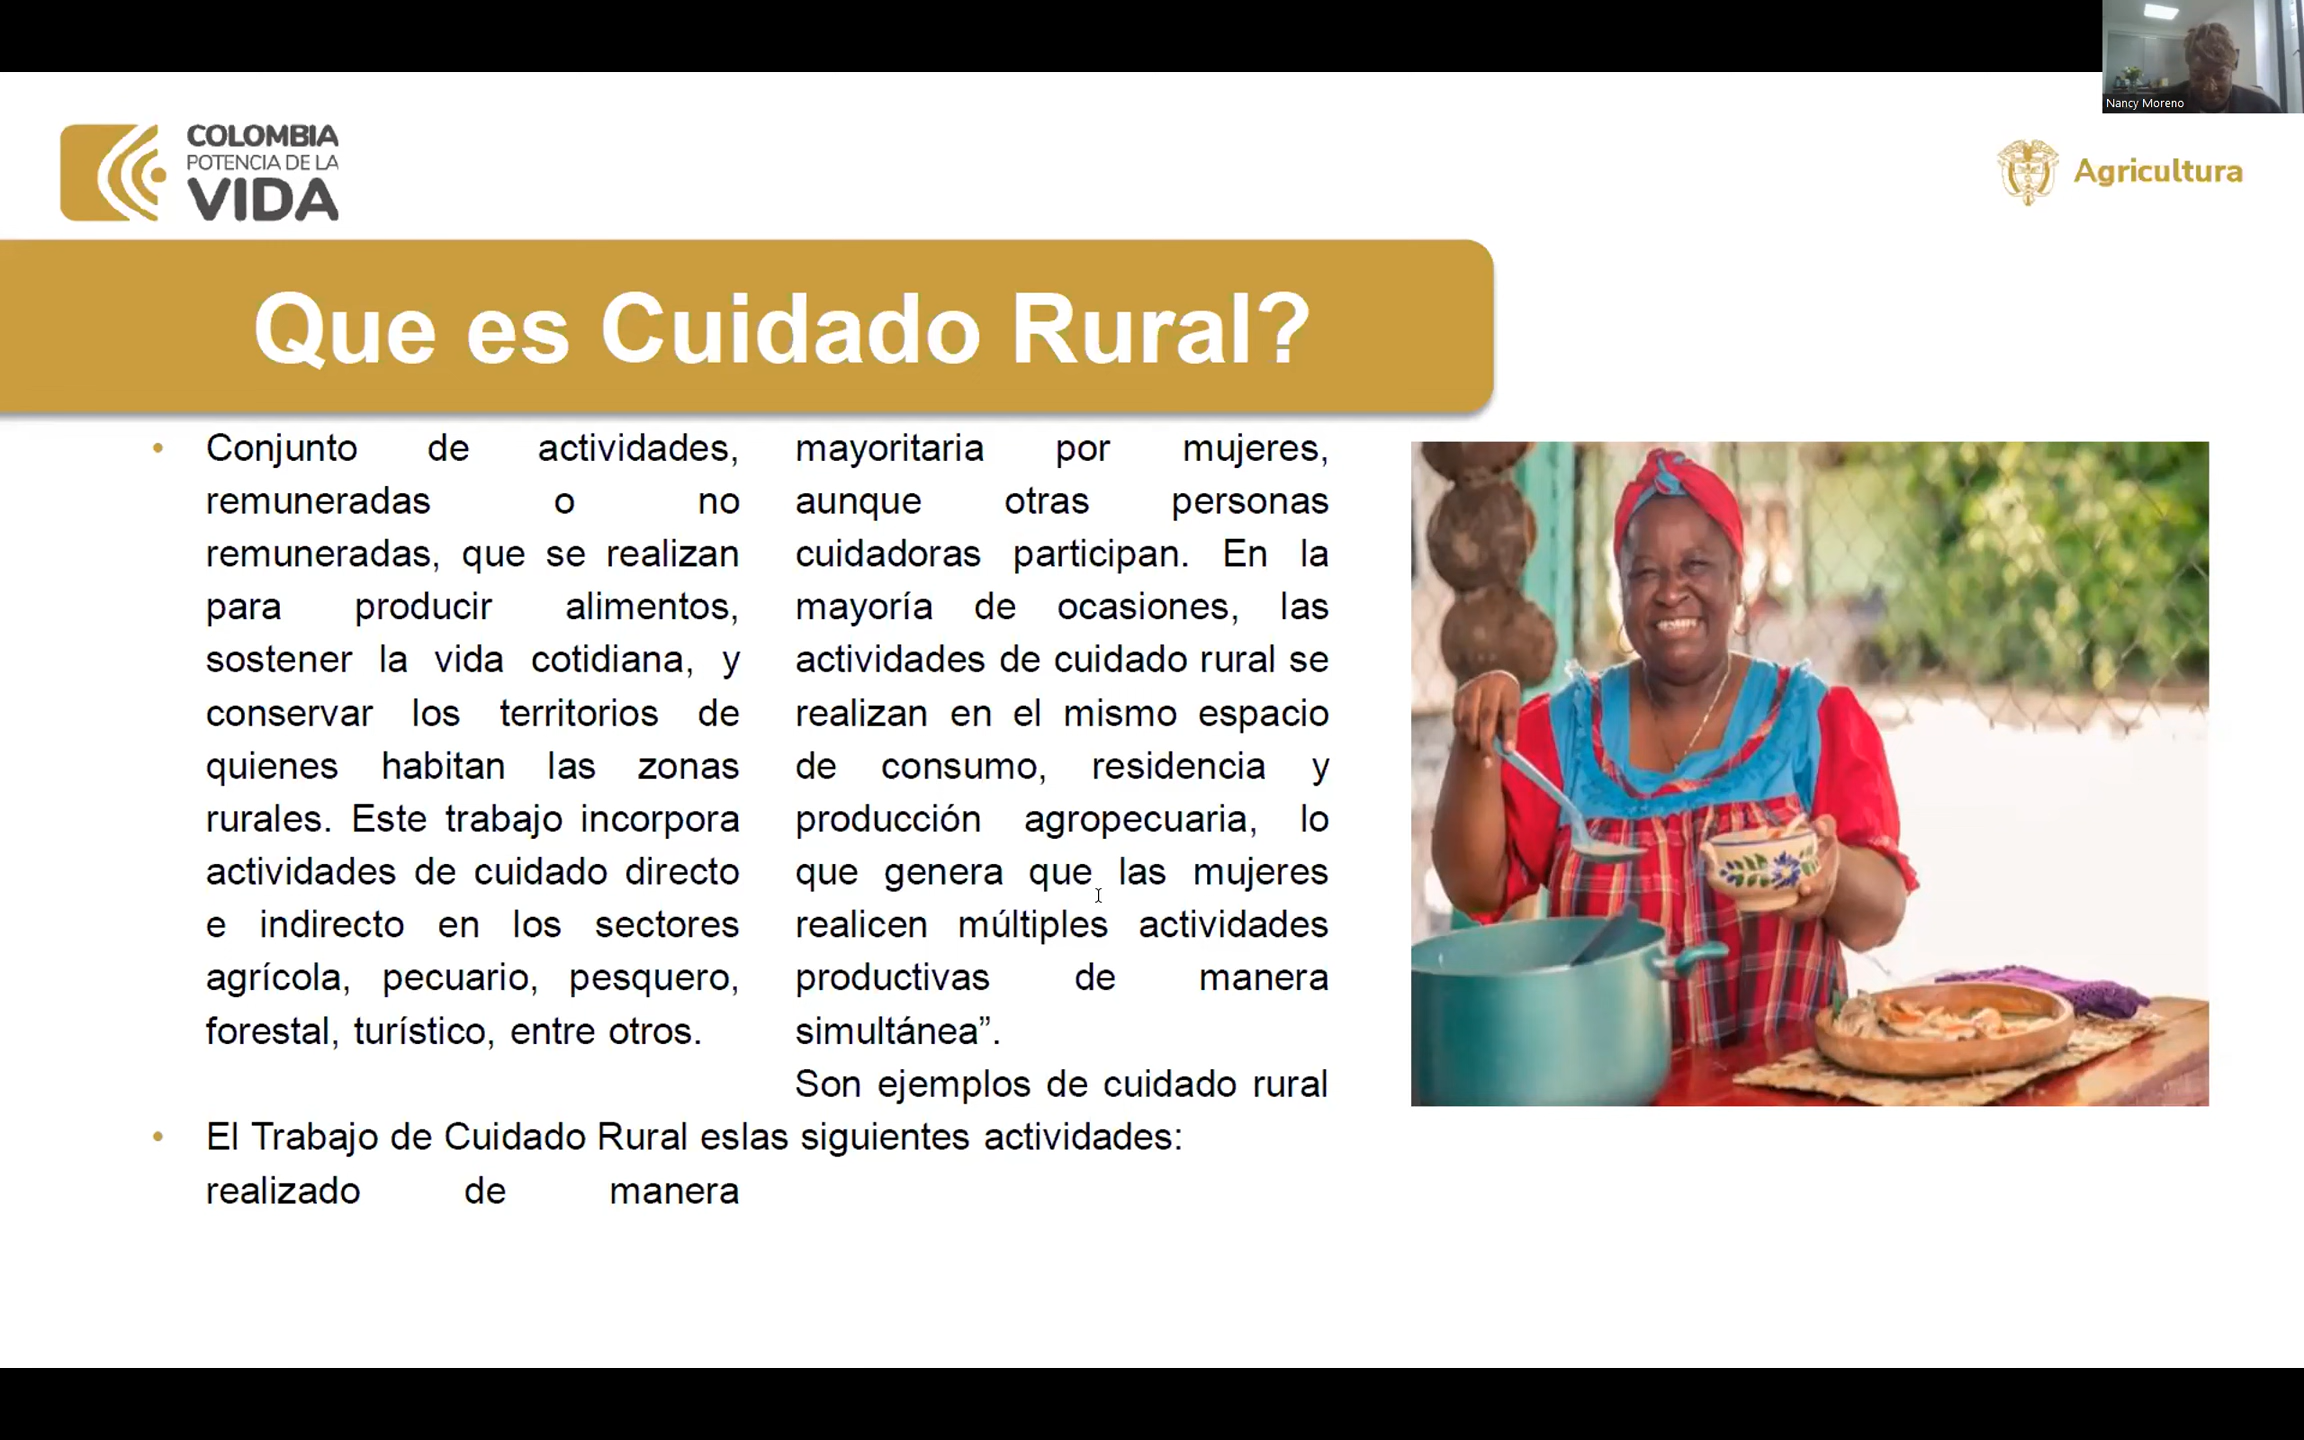 Nancy Moreno
COLOMBIA
POTENCIA DE LA
VIDA
Agricultura
Que es Cuidado Rural?
• Conjunto de actividades,
remuneradas o no
remuneradas, que se realizan
para producir alimentos,
sostener la vida cotidiana, y
conservar los territorios de
quienes habitan las zonas
rurales. Este trabajo incorpora
actividades de cuidado directo
e indirecto en los sectores
agrícola, pecuario, pesquero,
forestal, turístico, entre otros.
• El Trabajo de Cuidado Rural es
realizado de manera
mayoritaria por mujeres,
aunque otras personas
cuidadoras participan. En la
mayoría de ocasiones, las
actividades de cuidado rural se
realizan en el mismo espacio
de consumo, residencia y
producción agropecuaria, lo
que genera que las mujeres
realicen múltiples actividades
productivas de manera
simultánea”.
Son ejemplos de cuidado rural
las siguientes actividades: